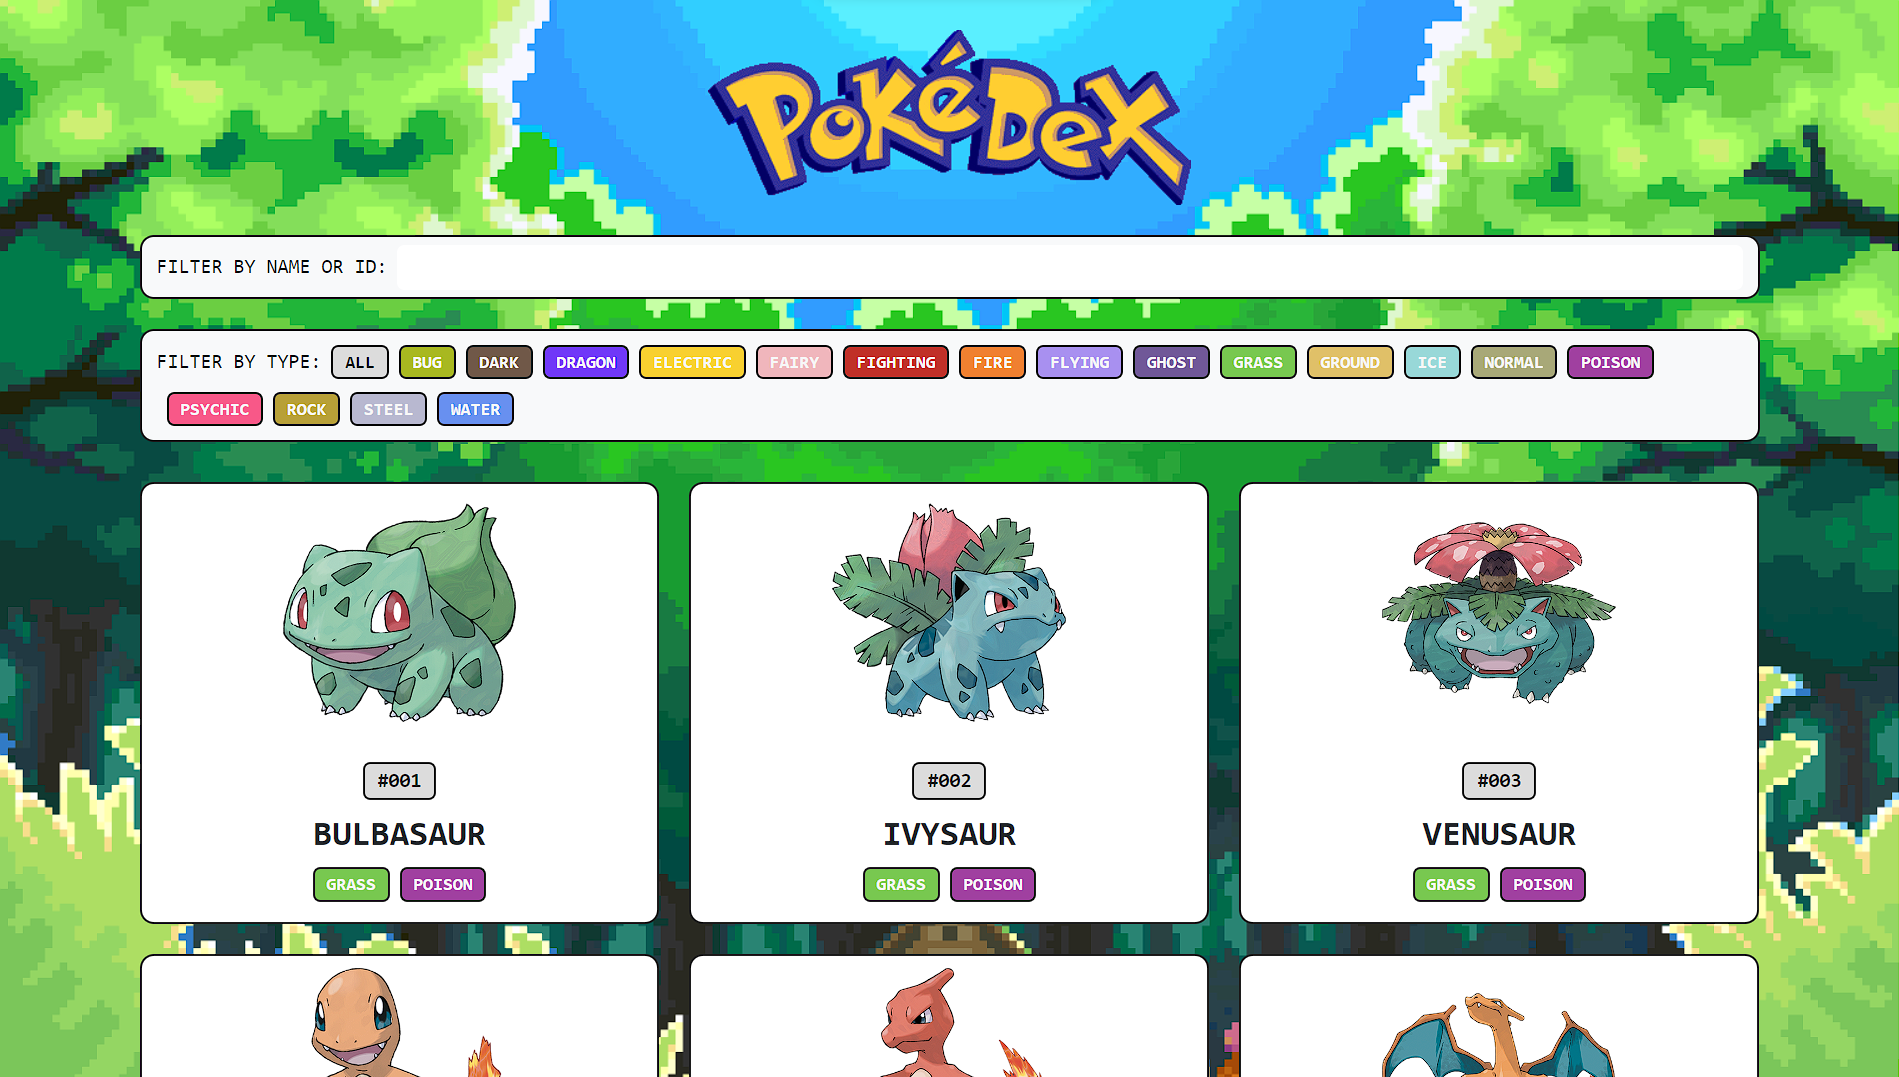 POKéDEX
FILTER BY NAME OR ID:
FILTER BY TYPE: ALL BUG DARK DRAGON ELECTRIC FAIRY FIGHTING FIRE FLYING GHOST GRASS GROUND ICE NORMAL POISON
PSYCHIC ROCK STEEL WATER
#001
BULBASAUR
GRASS POISON
#002
IVYSAUR
GRASS POISON
#003
VENUSAUR
GRASS POISON